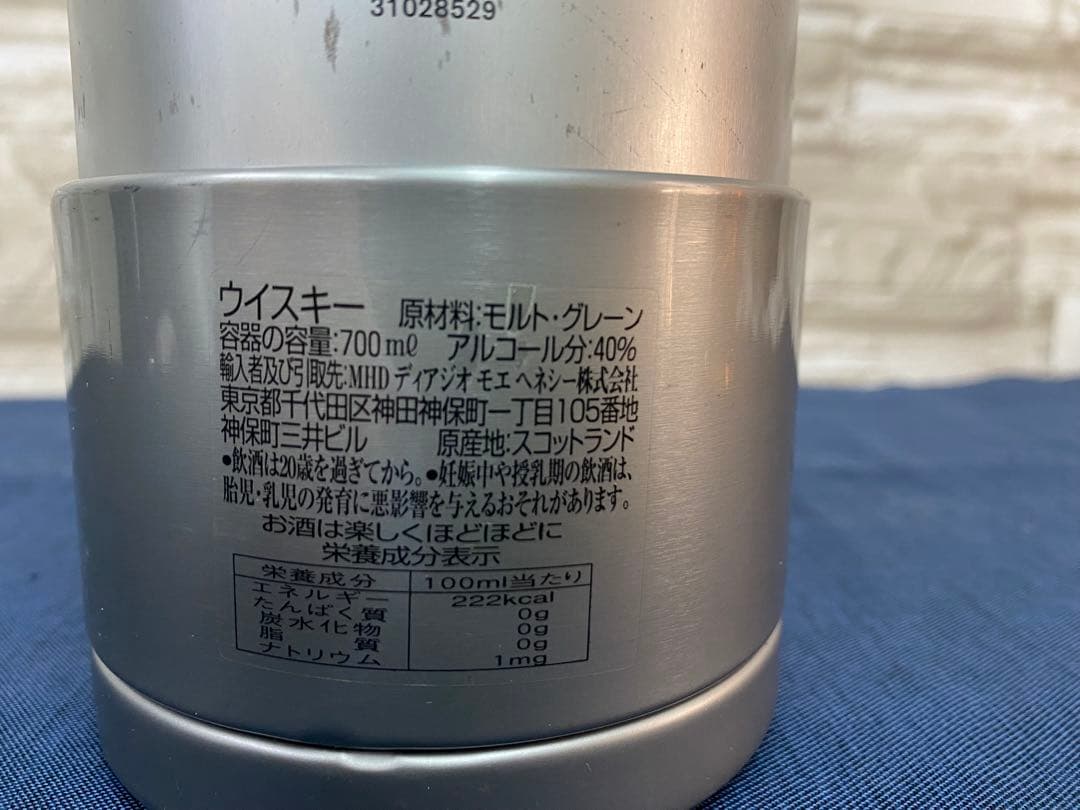 31028529
ウイスキー 原材料:モルト・グレーン
容器の容量:700mℓ アルコール分:40%
輸入者及び引取先:MHD ディアジオ モエ ヘネシー株式会社
東京都千代田区神田神保町一丁目105番地
神保町三井ビル 原産地:スコットランド
●飲酒は20歳を過ぎてから。●妊娠中や授乳期の飲酒は、
胎児・乳児の発育に悪影響を与えるおそれがあります。
お酒は楽しくほどほどに
栄養成分表示
栄養成分 100ml当たり
エネルギー 222kcal
たんぱく質 0g
炭水化物 0g
脂質 0g
ナトリウム 1mg